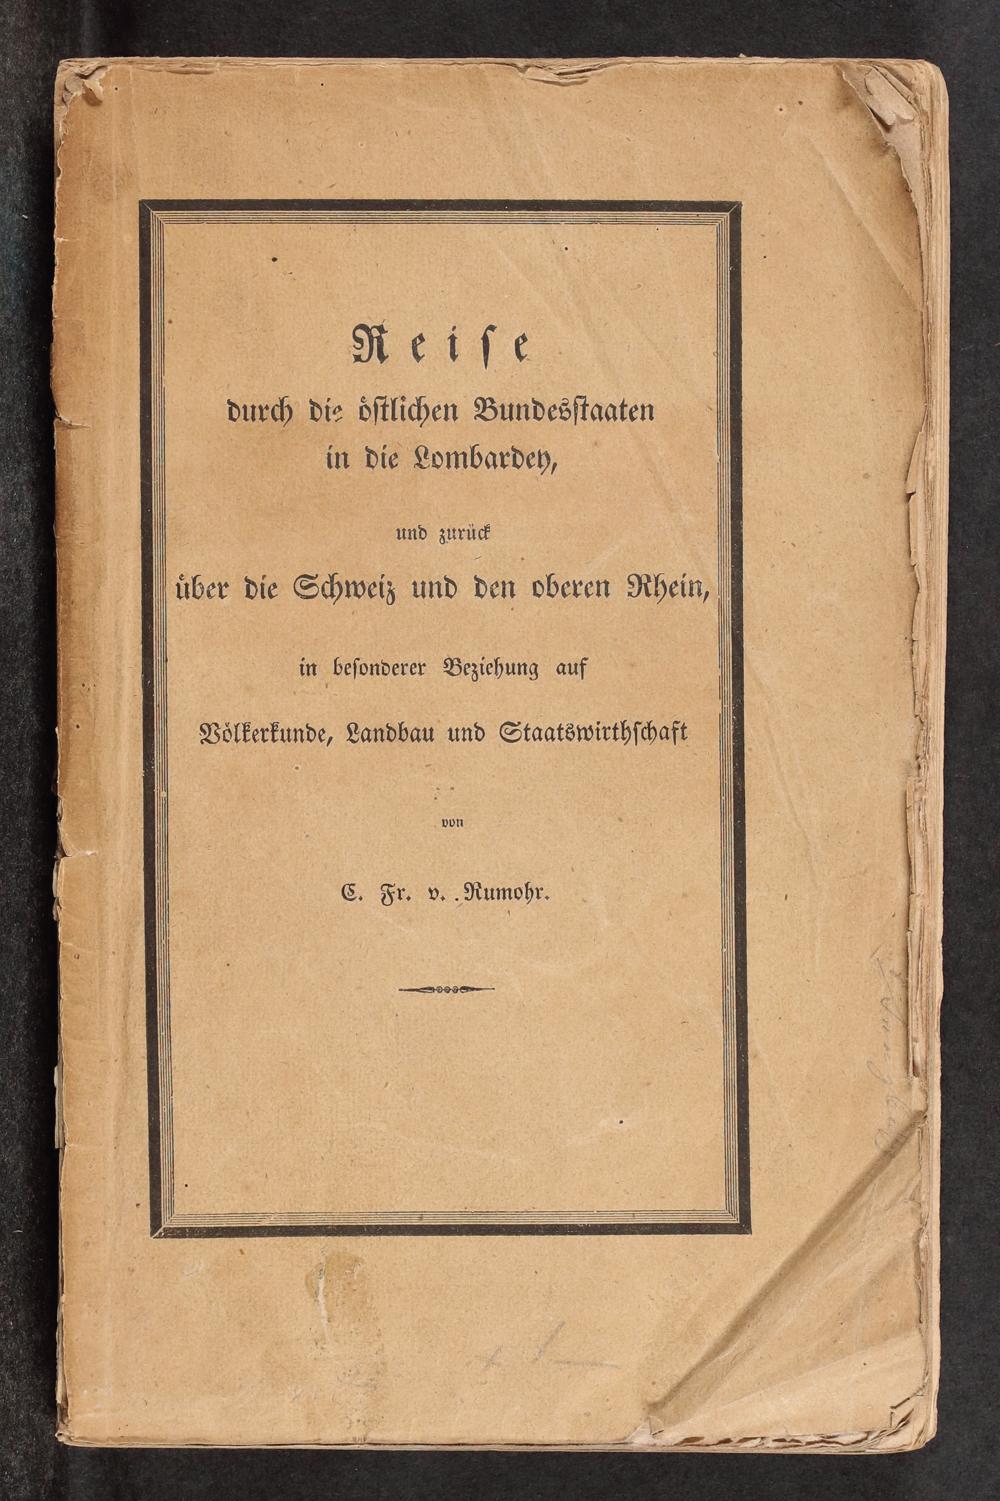 Reise
durch die östlichen Bundesstaaten
in die Lombardey,
und zurück
über die Schweiz und den oberen Rhein,
in besonderer Beziehung auf
Völkerkunde, Landbau und Staatswirthschaft
von
C. Fr. v. Rumohr.